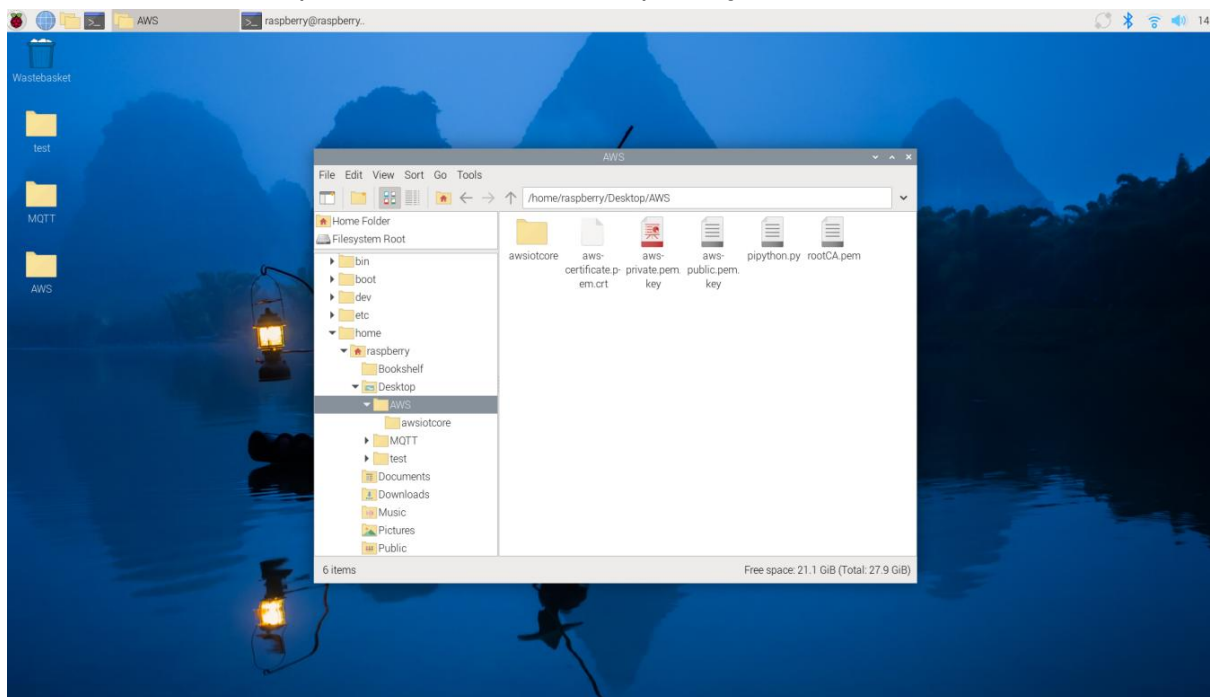 AWS
raspberry@raspberry..
14
Wastebasket
test
MQTT
AWS
AWS
File Edit View Sort Go Tools
/home/raspberry/Desktop/AWS
Home Folder
Filesystem Root
bin
boot
dev
etc
home
raspberry
Bookshelf
Desktop
AWS
awsiotcore
MQTT
test
Documents
Downloads
Music
Pictures
Public
awsiotcore
aws-
certificate.p-
em.crt
aws-
private.pem.
key
aws-
public.pem.
key
pipython.py
rootCA.pem
6 items
Free space: 21.1 GiB (Total: 27.9 GiB)